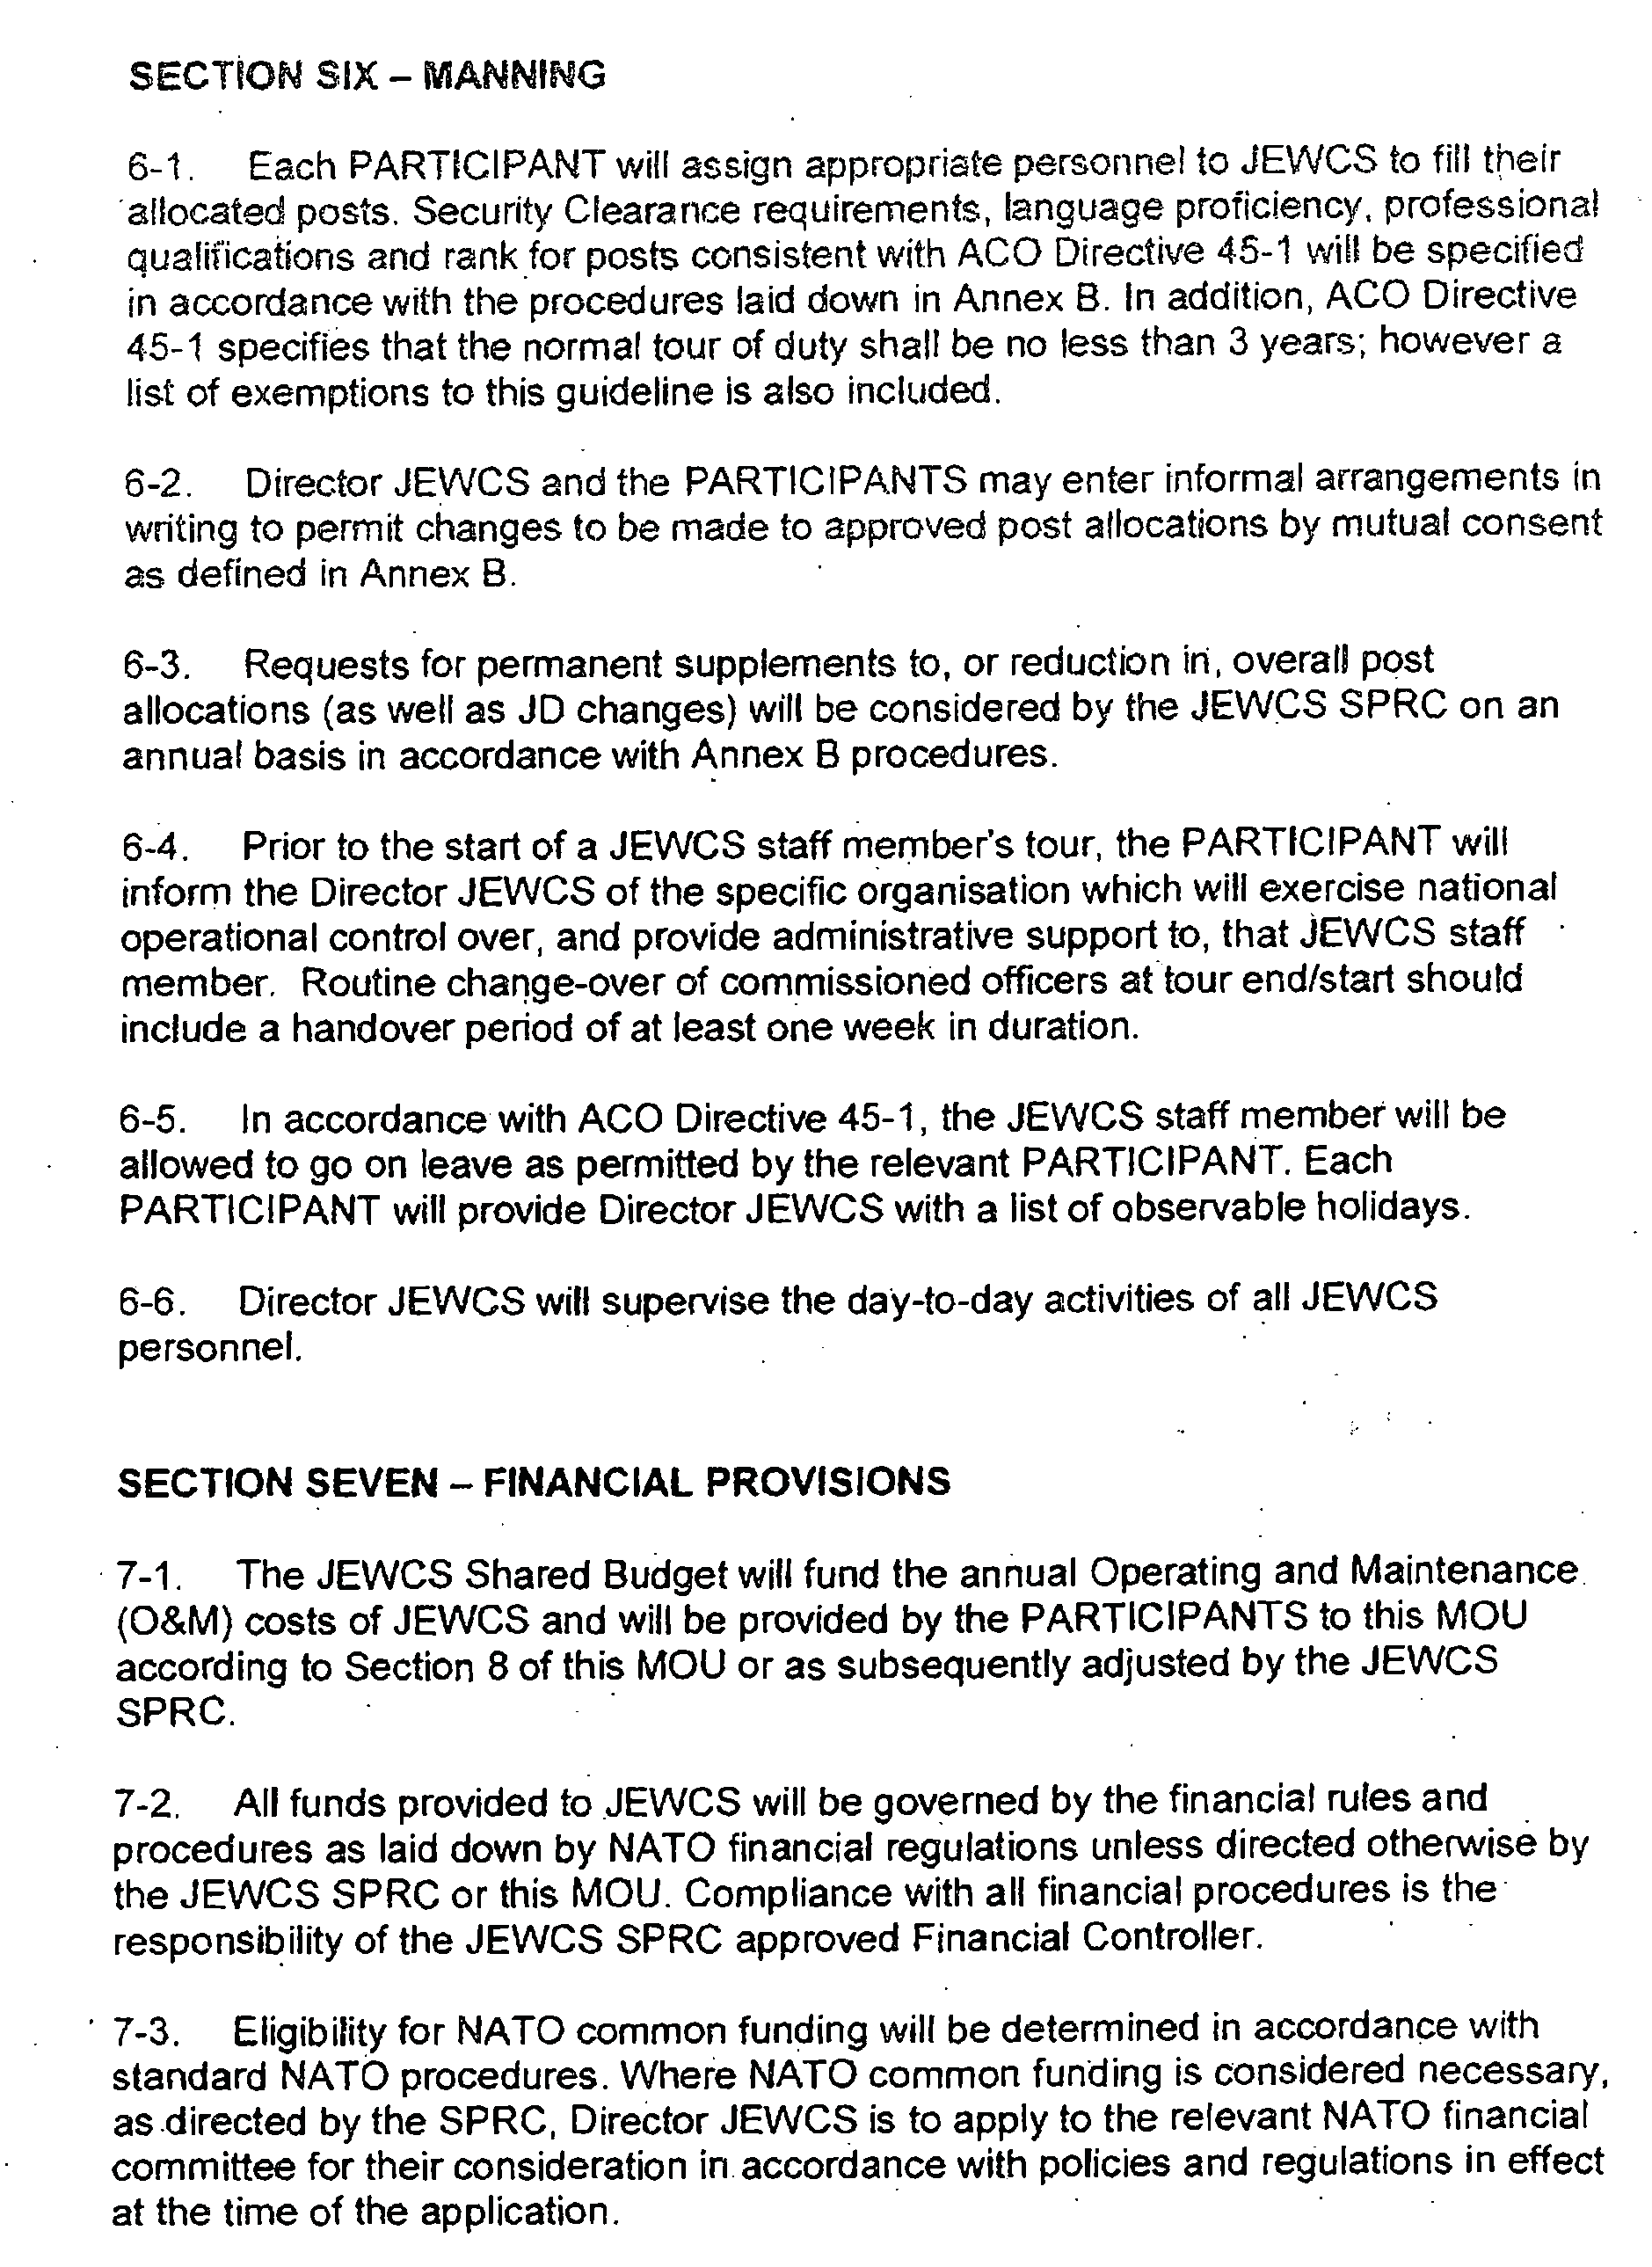 SECTION SIX – MANNING
6-1. Each PARTICIPANT will assign appropriate personnel to JEWCS to fill their
allocated posts. Security Clearance requirements, language proficiency, professional
qualifications and rank for posts consistent with ACO Directive 45-1 will be specified
in accordance with the procedures laid down in Annex B. In addition, ACO Directive
45-1 specifies that the normal tour of duty shall be no less than 3 years; however a
list of exemptions to this guideline is also included.
6-2. Director JEWCS and the PARTICIPANTS may enter informal arrangements in
writing to permit changes to be made to approved post allocations by mutual consent
as defined in Annex B.
6-3. Requests for permanent supplements to, or reduction in, overall post
allocations (as well as JD changes) will be considered by the JEWCS SPRC on an
annual basis in accordance with Annex B procedures.
6-4. Prior to the start of a JEWCS staff member's tour, the PARTICIPANT will
inform the Director JEWCS of the specific organisation which will exercise national
operational control over, and provide administrative support to, that JEWCS staff
member. Routine change-over of commissioned officers at tour end/start should
include a handover period of at least one week in duration.
6-5. In accordance with ACO Directive 45-1, the JEWCS staff member will be
allowed to go on leave as permitted by the relevant PARTICIPANT. Each
PARTICIPANT will provide Director JEWCS with a list of observable holidays.
6-6. Director JEWCS will supervise the day-to-day activities of all JEWCS
personnel.
SECTION SEVEN – FINANCIAL PROVISIONS
7-1. The JEWCS Shared Budget will fund the annual Operating and Maintenance
(O&M) costs of JEWCS and will be provided by the PARTICIPANTS to this MOU
according to Section 8 of this MOU or as subsequently adjusted by the JEWCS
SPRC.
7-2. All funds provided to JEWCS will be governed by the financial rules and
procedures as laid down by NATO financial regulations unless directed otherwise by
the JEWCS SPRC or this MOU. Compliance with all financial procedures is the
responsibility of the JEWCS SPRC approved Financial Controller.
7-3. Eligibility for NATO common funding will be determined in accordance with
standard NATO procedures. Where NATO common funding is considered necessary,
as directed by the SPRC, Director JEWCS is to apply to the relevant NATO financial
committee for their consideration in accordance with policies and regulations in effect
at the time of the application.